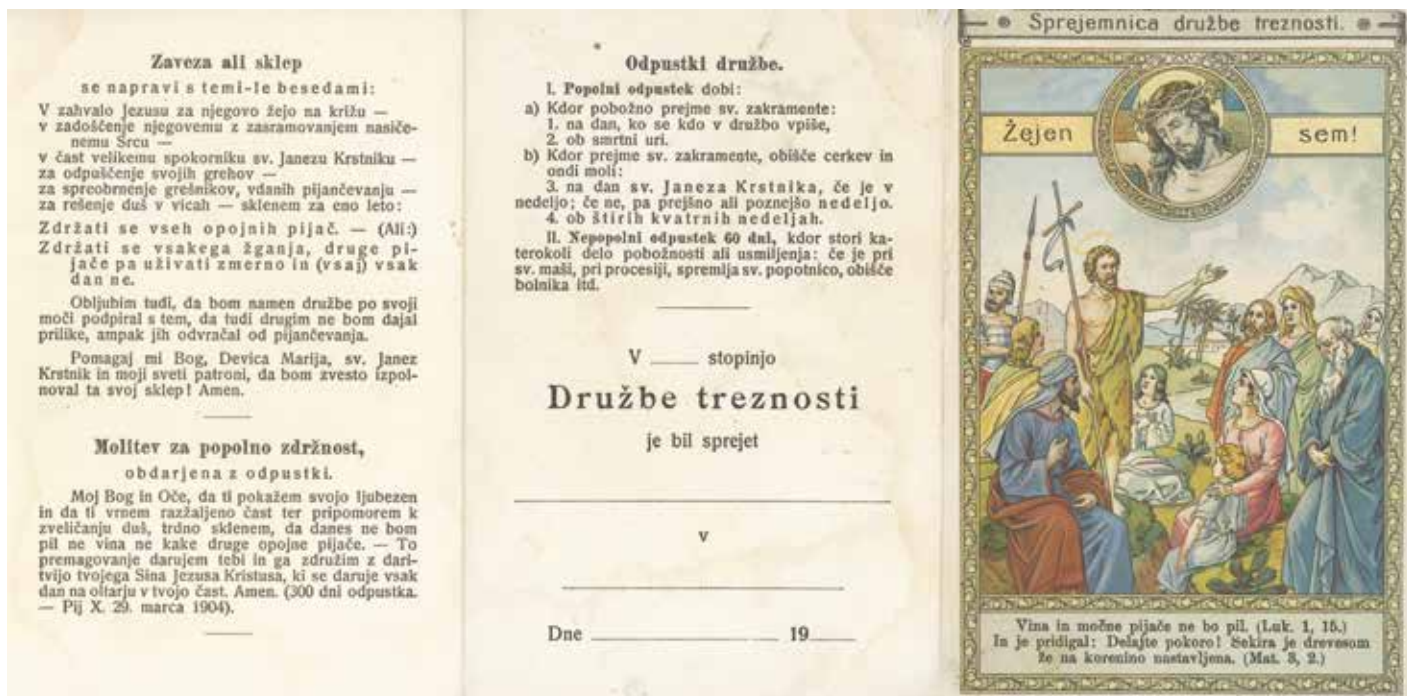 Zaveza ali sklep
se napravi s temi-le besedami:
V zahvalo Jezusu za njegovo žejo na križu —
v zadoščenje njegovemu z zasramovanjem nasiče-
nemu Srcu —
v čast velikemu spokorniku sv. Janezu Krstniku —
za odpuščenje svojih grehov —
za spreobrnenje grešnikov, vdanih pijančevanju —
za rešenje duš v vicah — sklenem za eno leto:
Zdržati se vseh opojnih pijač. — (Ali:)
Zdržati se vsakega žganja, druge pi-
jače pa uživati zmerno in (vsaj) vsak
dan ne.
Obljubim tudi, da bom namen družbe po svoji
moči podpiral s tem, da tudi drugim ne bom dajal
prilike, ampak jih odvračal od pijančevanja.
Pomagaj mi Bog, Devica Marija, sv. Janez
Krstnik in moji sveti patroni, da bom zvesto izpol-
noval ta svoj sklep! Amen.
Molitev za popolno zdržnost,
obdarjena z odpustki.
Moj Bog in Oče, da ti pokažem svojo ljubezen
in da ti vrnem razžaljeno čast ter pripomorem k
zveličanju duš, trdno sklenem, da danes ne bom
pil ne vina ne kake druge opojne pijače. — To
premagovanje darujem tebi in ga združim z dari-
tvijo tvojega Sina Jezusa Kristusa, ki se daruje vsak
dan na oltarju v tvojo čast. Amen. (300 dni odpustka.
— Pij X. 29. marca 1904).
Odpustki družbe.
I. Popolni odpustek dobi:
a) Kdor pobožno prejme sv. zakramente:
1. na dan, ko se kdo v družbo vpiše,
2. ob smrtni uri.
b) Kdor prejme sv. zakramente, obišče cerkev in
ondi moli:
3. na dan sv. Janeza Krstnika, če je v
nedeljo; če ne, pa prejšno ali poznejšo nedeljo.
4. ob štirih kvatrnih nedeljah.
II. Nepopolni odpustek 60 dni, kdor stori ka-
terokoli delo pobožnosti ali usmiljenja: če je pri
sv. maši, pri procesiji, spremlja sv. popotnico, obišče
bolnika itd.
V ____ stopinjo
Družbe treznosti
je bil sprejet
v
Dne ____ 19 ____
Sprejemnica družbe treznosti.
Žejen sem!
Vina in močne pijače ne bo pil. (Luk. 1, 15.)
In je pridigal: Delajte pokoro! Sekira je drevesom
že na korenino nastavljena. (Mat. 3, 2.)